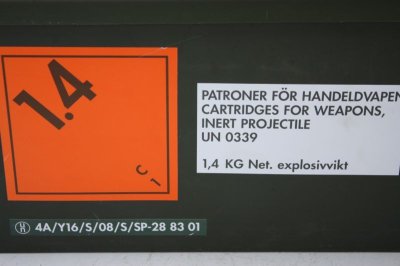 1.4
C
1
PATRONER FÖR HANDELDVAPEN
CARTRIDGES FOR WEAPONS,
INERT PROJECTILE
UN 0339
1,4 KG Net. explosivvikt
4A/Y16/S/08/S/SP-28 83 01